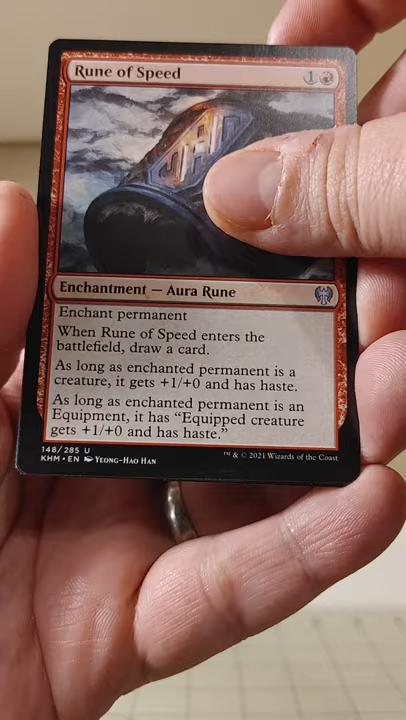 Rune of Speed 1
Enchantment — Aura Rune
Enchant permanent
When Rune of Speed enters the
battlefield, draw a card.
As long as enchanted permanent is a
creature, it gets +1/+0 and has haste.
As long as enchanted permanent is an
Equipment, it has “Equipped creature
gets +1/+0 and has haste.”
148/285 U
KHM • EN Yeong-Hao Han ™ & © 2021 Wizards of the Coast